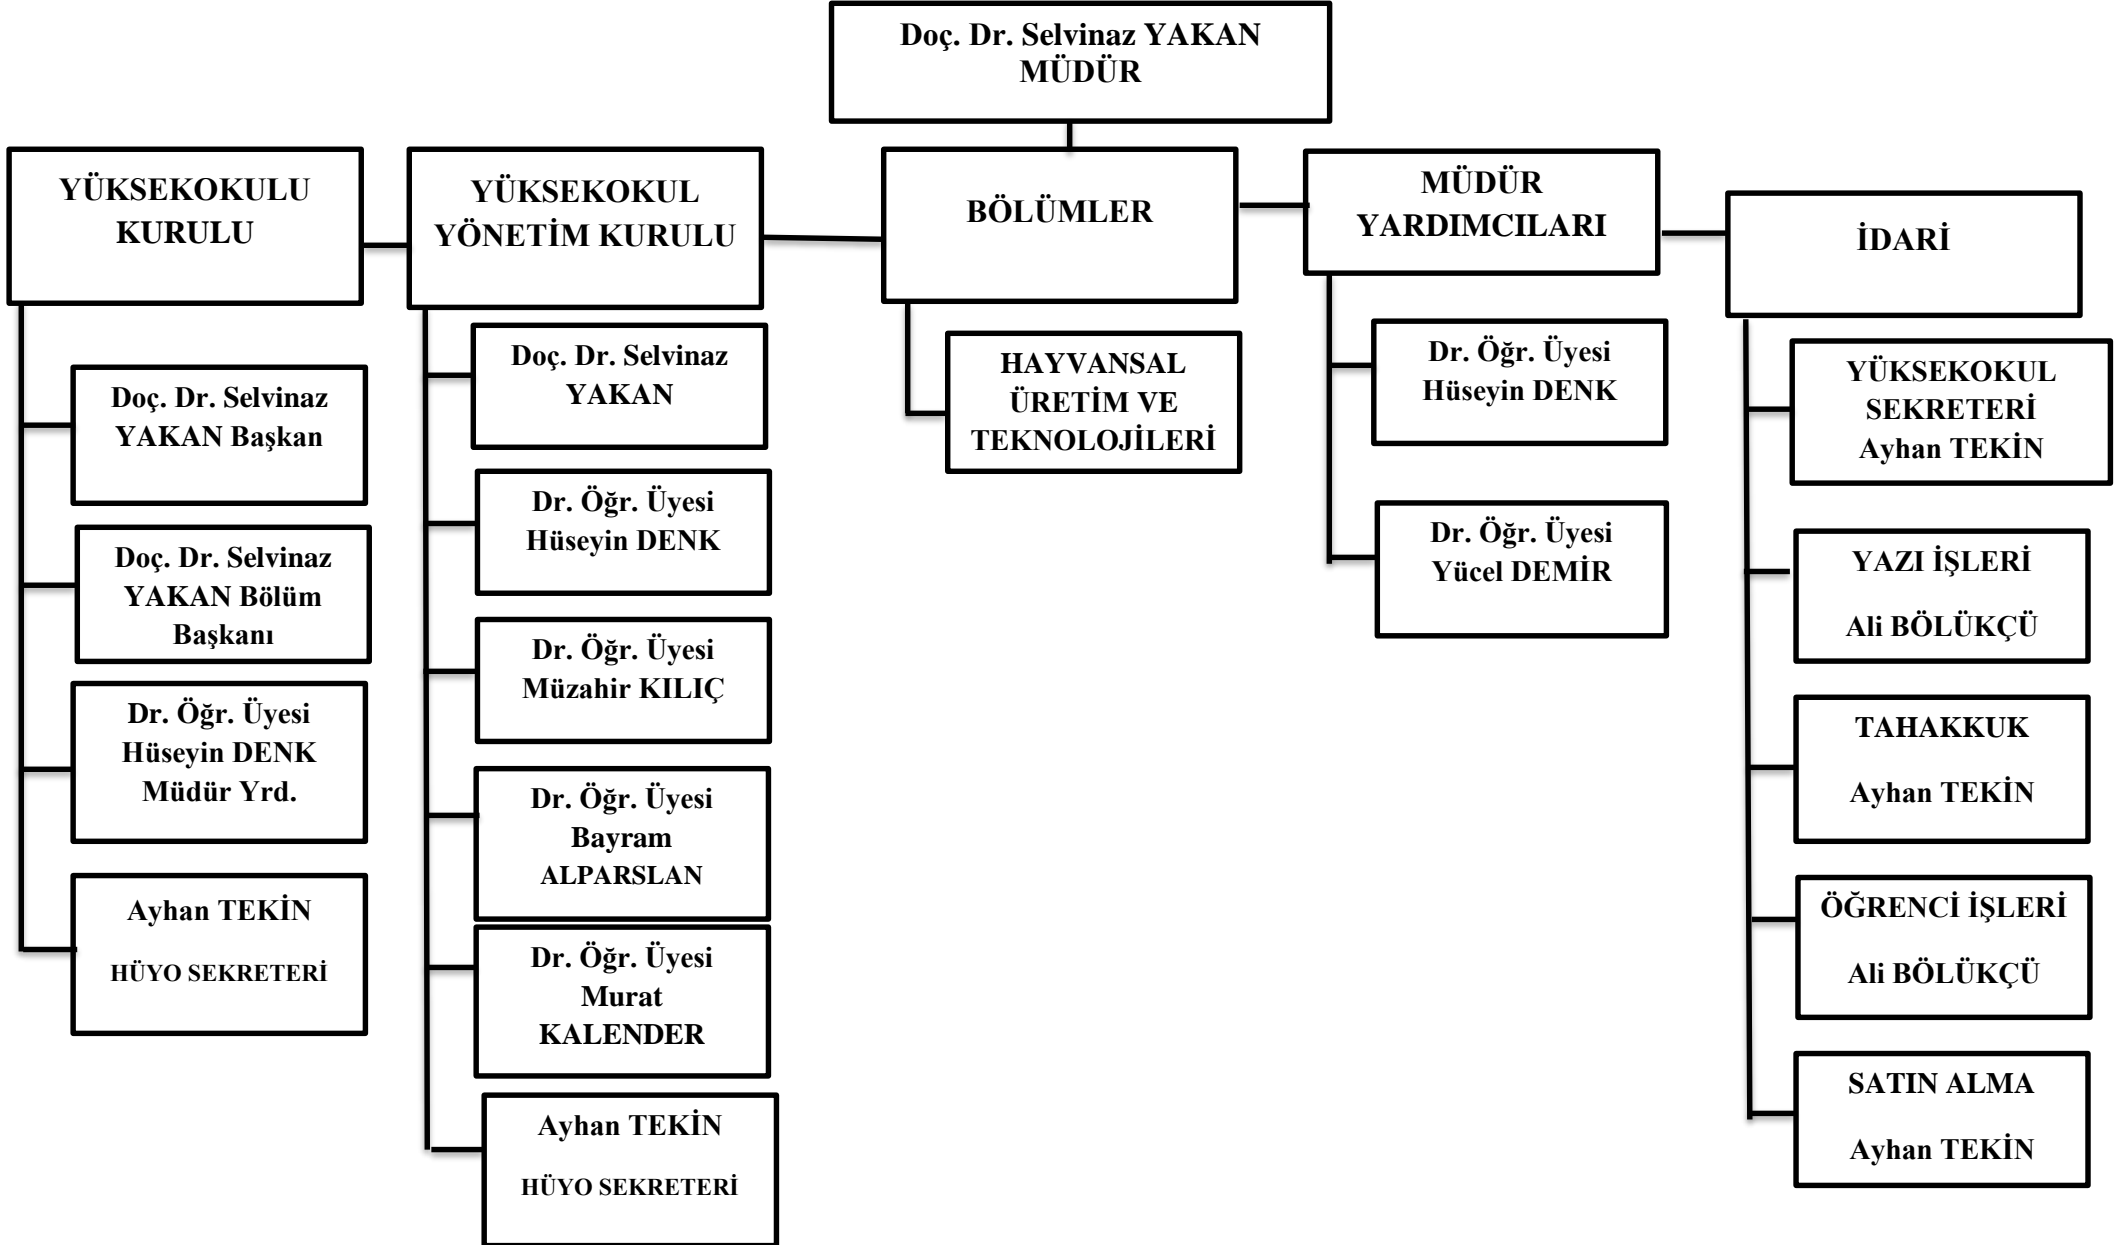 Doç. Dr. Selvinaz YAKAN
MÜDÜR
YÜKSEKOKULU
KURULU
Doç. Dr. Selvinaz
YAKAN Başkan
Doç. Dr. Selvinaz
YAKAN Bölüm
Başkanı
Dr. Öğr. Üyesi
Hüseyin DENK
Müdür Yrd.
Ayhan TEKİN
HÜYO SEKRETERİ
YÜKSEKOKUL
YÖNETİM KURULU
Doç. Dr. Selvinaz
YAKAN
Dr. Öğr. Üyesi
Hüseyin DENK
Dr. Öğr. Üyesi
Müzahir KILIÇ
Dr. Öğr. Üyesi
Bayram
ALPARSLAN
Dr. Öğr. Üyesi
Murat
KALENDER
Ayhan TEKİN
HÜYO SEKRETERİ
BÖLÜMLER
HAYVANSAL
ÜRETİM VE
TEKNOLOJİLERİ
MÜDÜR
YARDIMCILARI
Dr. Öğr. Üyesi
Hüseyin DENK
Dr. Öğr. Üyesi
Yücel DEMİR
İDARİ
YÜKSEKOKUL
SEKRETERİ
Ayhan TEKİN
YAZI İŞLERİ
Ali BÖLÜKÇÜ
TAHAKKUK
Ayhan TEKİN
ÖĞRENCİ İŞLERİ
Ali BÖLÜKÇÜ
SATIN ALMA
Ayhan TEKİN